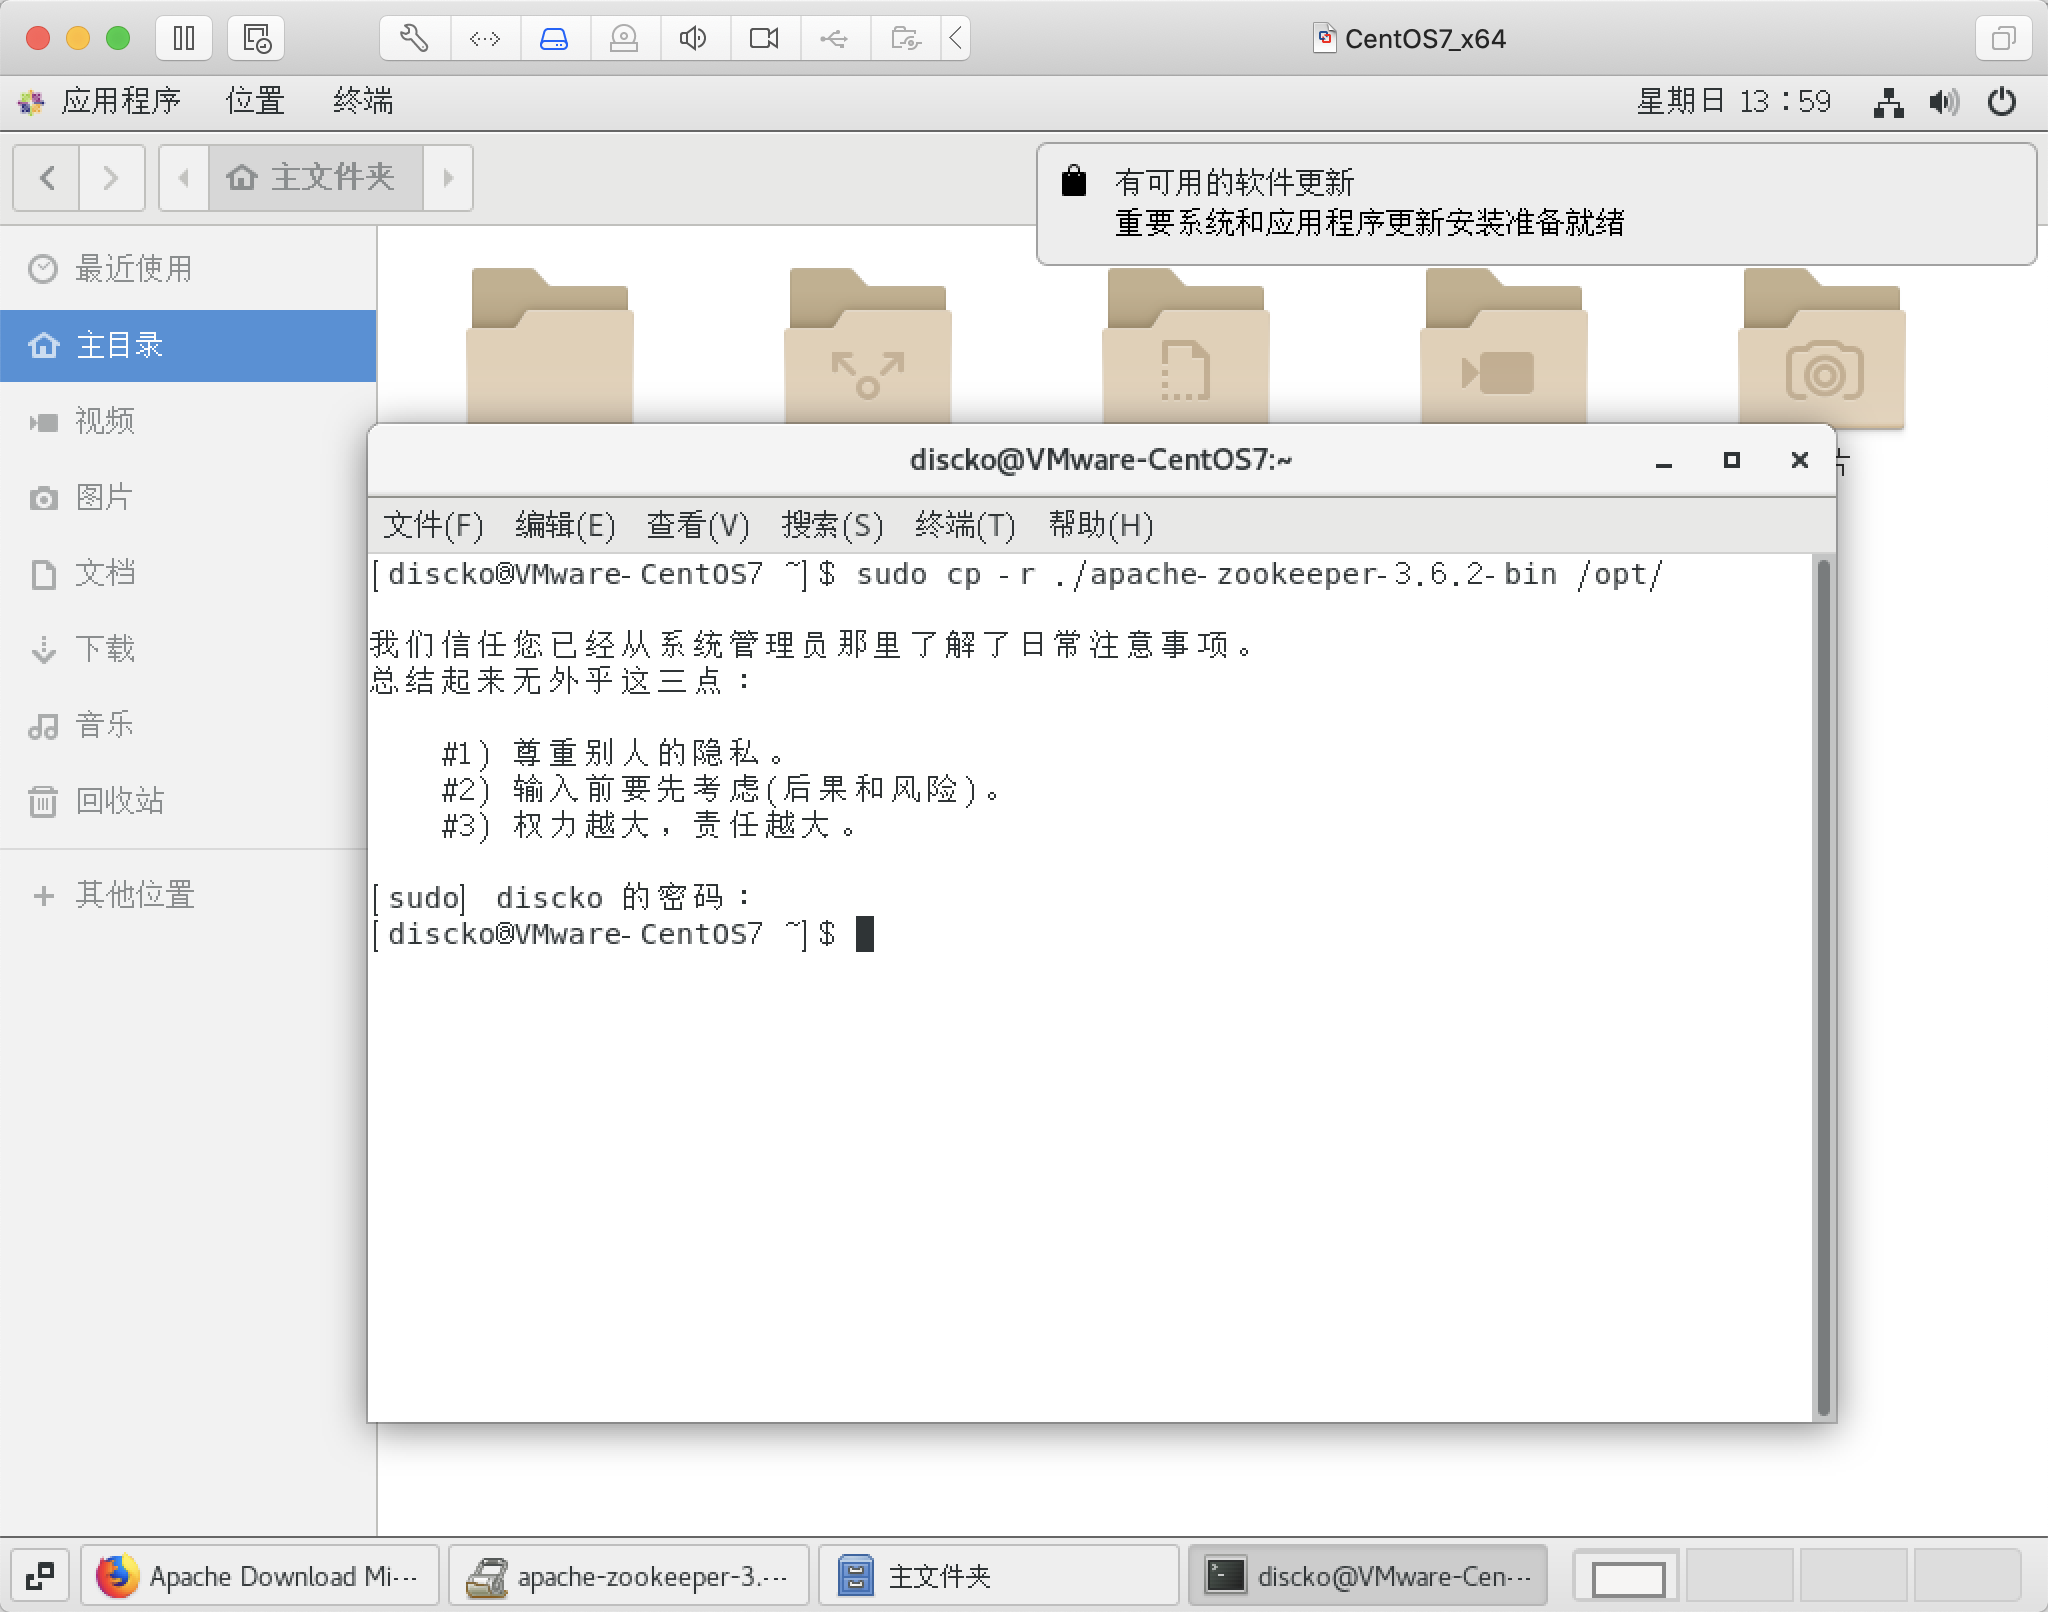 CentOS7_x64
应用程序 位置 终端 星期日 13：59
主文件夹
有可用的软件更新
重要系统和应用程序更新安装准备就绪
最近使用
主目录
视频
图片
文档
下载
音乐
回收站
其他位置
片
discko@VMware-CentOS7:~
文件(F) 编辑(E) 查看(V) 搜索(S) 终端(T) 帮助(H)
[discko@VMware-CentOS7 ~]$ sudo cp -r ./apache-zookeeper-3.6.2-bin /opt/
我们信任您已经从系统管理员那里了解了日常注意事项。
总结起来无外乎这三点：
#1) 尊重别人的隐私。
#2) 输入前要先考虑(后果和风险)。
#3) 权力越大，责任越大。
[sudo] discko 的密码：
[discko@VMware-CentOS7 ~]$
Apache Download Mi··· apache-zookeeper-3.··· 主文件夹 discko@VMware-Cen···